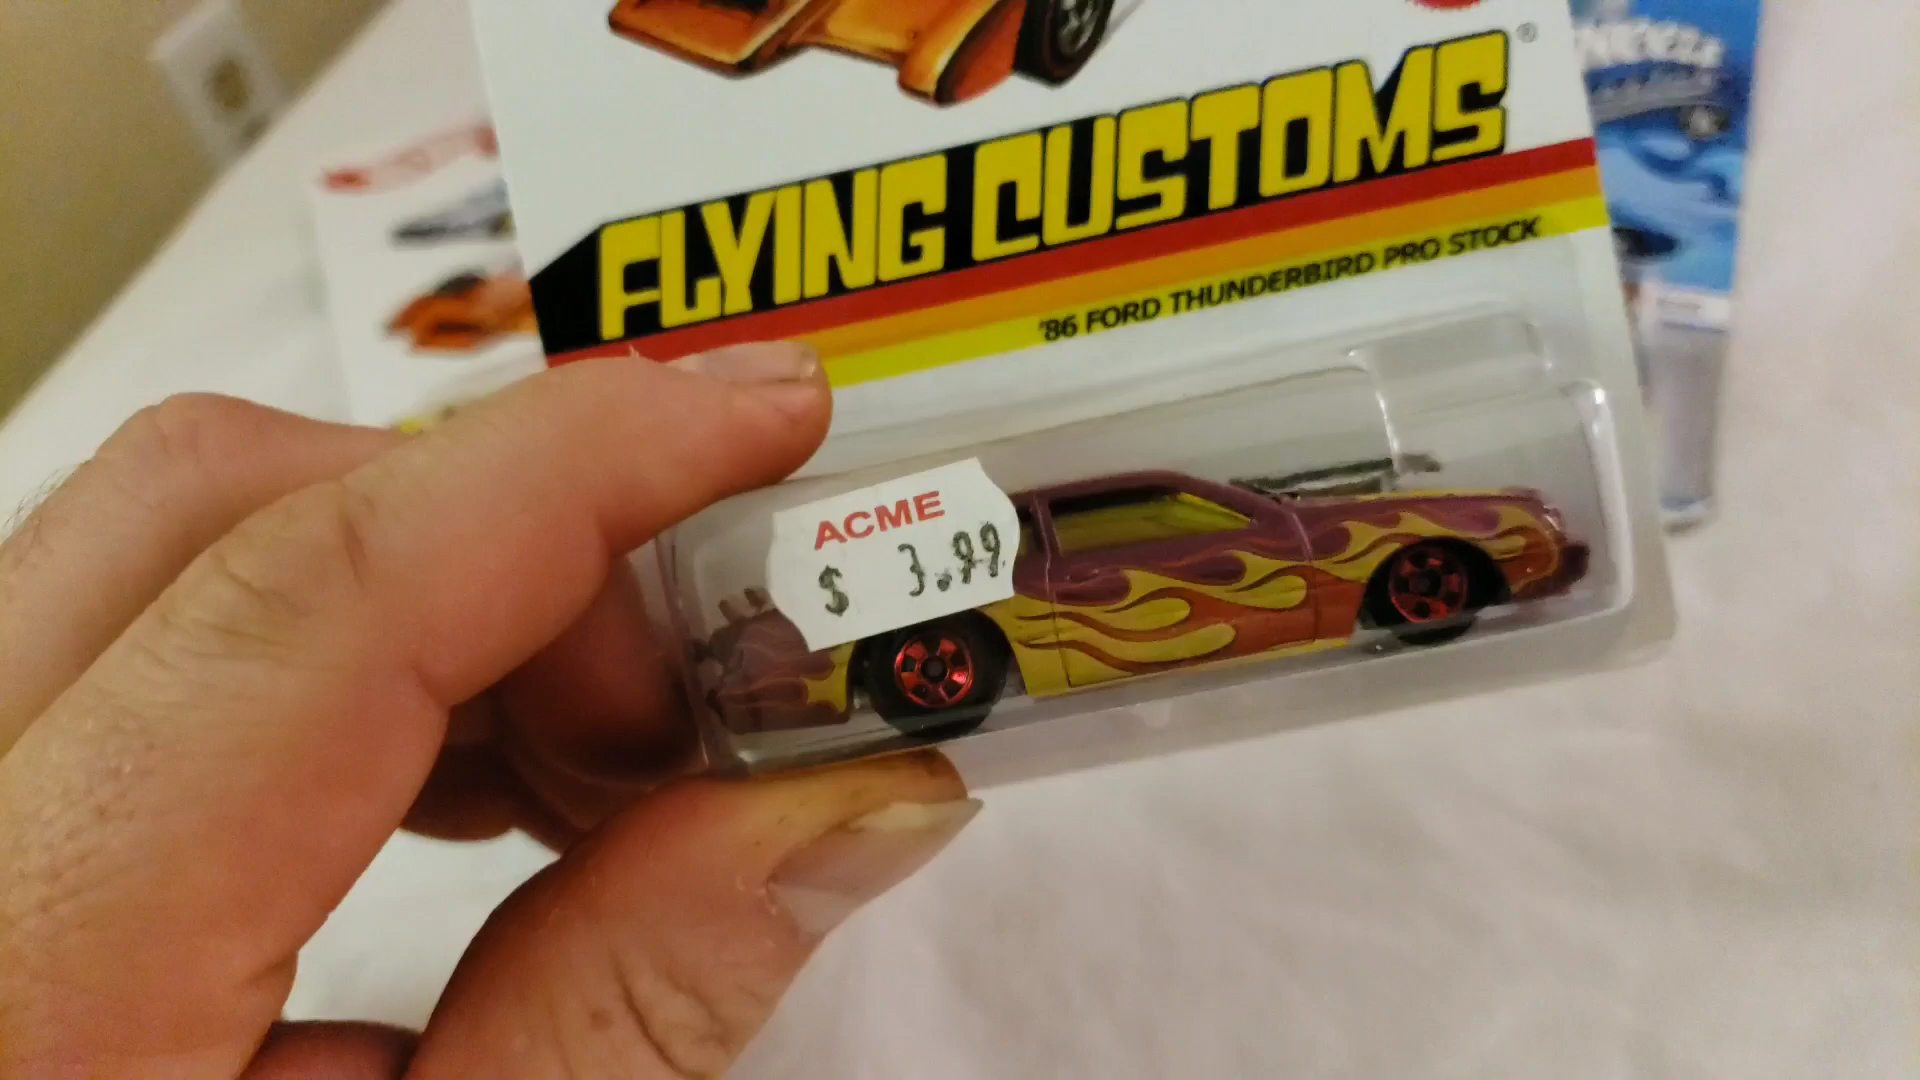 FLYING CUSTOMS®
'86 FORD THUNDERBIRD PRO STOCK
ACME
$ 3.99